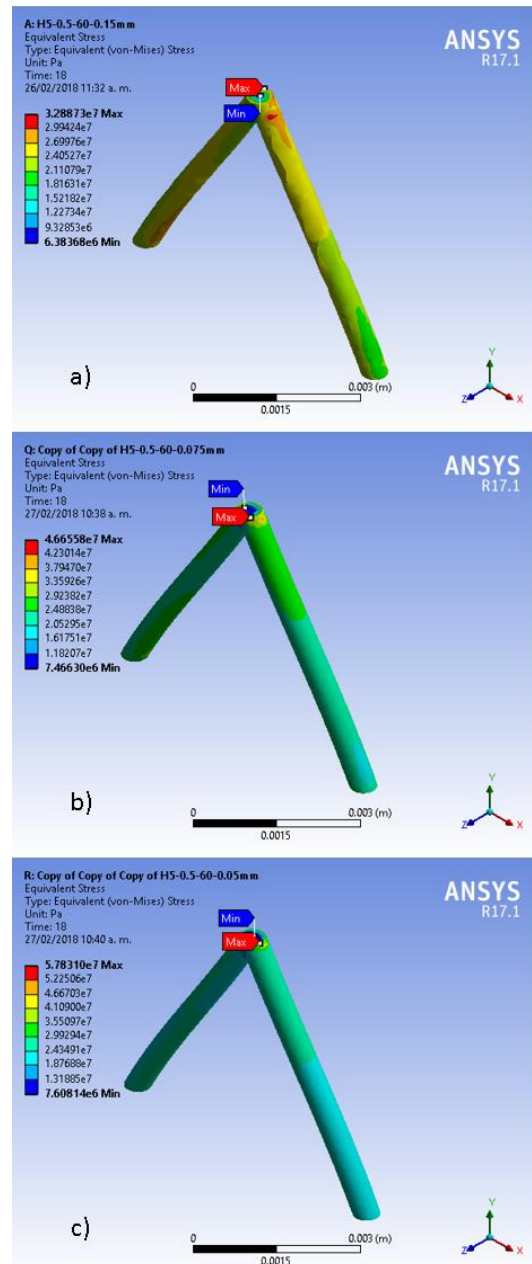 A: H5-0.5-60-0.15mm
Equivalent Stress
Type: Equivalent (von-Mises) Stress
Unit: Pa
Time: 18
26/02/2018 11:32 a. m.
ANSYS
R17.1
Max
Min
3.28873e7 Max
2.99424e7
2.69976e7
2.40527e7
2.11079e7
1.81631e7
1.52182e7
1.22734e7
9.32853e6
6.38368e6 Min
a)
0
0.003 (m)
0.0015
Y
Z
X
Q: Copy of Copy of H5-0.5-60-0.075mm
Equivalent Stress
Type: Equivalent (von-Mises) Stress
Unit: Pa
Time: 18
27/02/2018 10:38 a. m.
ANSYS
R17.1
Min
Max
4.66558e7 Max
4.23014e7
3.79470e7
3.35926e7
2.92382e7
2.48838e7
2.05295e7
1.61751e7
1.18207e7
7.46630e6 Min
b)
0
0.003 (m)
0.0015
Y
Z
X
R: Copy of Copy of Copy of H5-0.5-60-0.05mm
Equivalent Stress
Type: Equivalent (von-Mises) Stress
Unit: Pa
Time: 18
27/02/2018 10:40 a. m.
ANSYS
R17.1
Min
Max
5.78310e7 Max
5.22506e7
4.66703e7
4.10900e7
3.55097e7
2.99294e7
2.43491e7
1.87688e7
1.31885e7
7.60814e6 Min
c)
0
0.003 (m)
0.0015
Y
Z
X